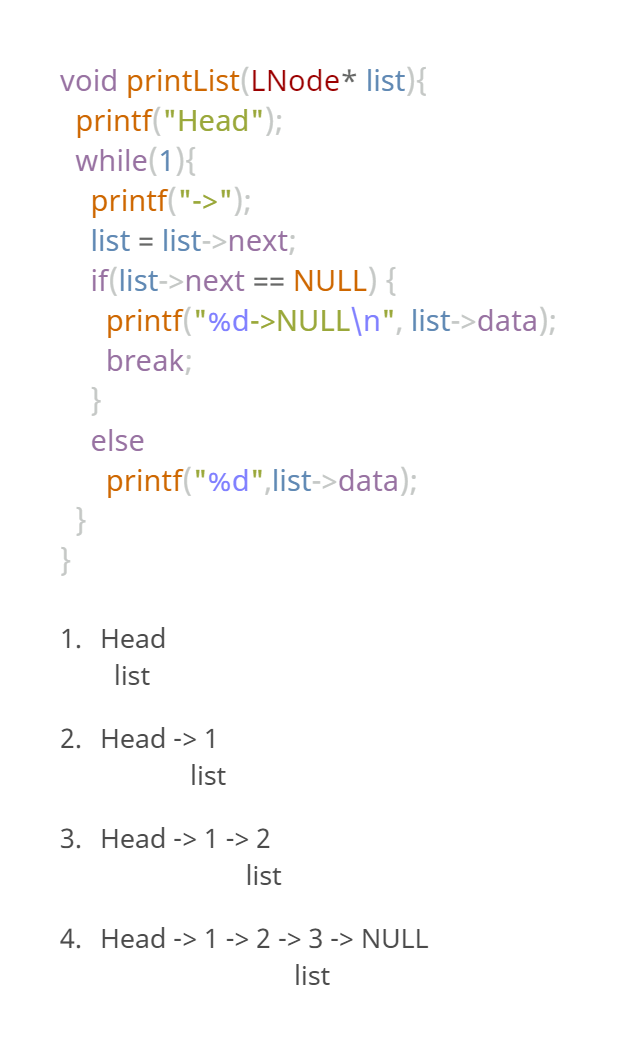 void printList(LNode* list){
printf("Head");
while(1){
printf("->");
list = list->next;
if(list->next == NULL) {
printf("%d->NULL\n", list->data);
break;
}
else
printf("%d",list->data);
}
}
1. Head
list
2. Head -> 1
list
3. Head -> 1 -> 2
list
4. Head -> 1 -> 2 -> 3 -> NULL
list